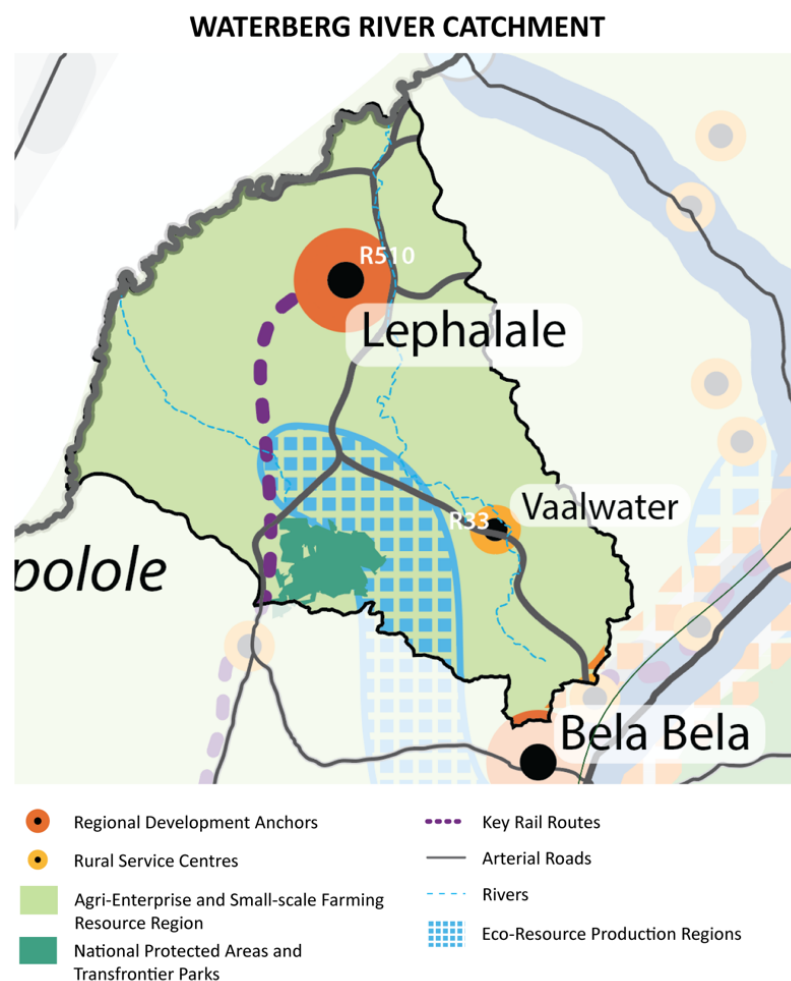 WATERBERG RIVER CATCHMENT
R510
Lephalale
Vaalwater
R33
polole
Bela Bela
Regional Development Anchors
Rural Service Centres
Agri-Enterprise and Small-scale Farming
Resource Region
National Protected Areas and
Transfrontier Parks
Key Rail Routes
Arterial Roads
Rivers
Eco-Resource Production Regions